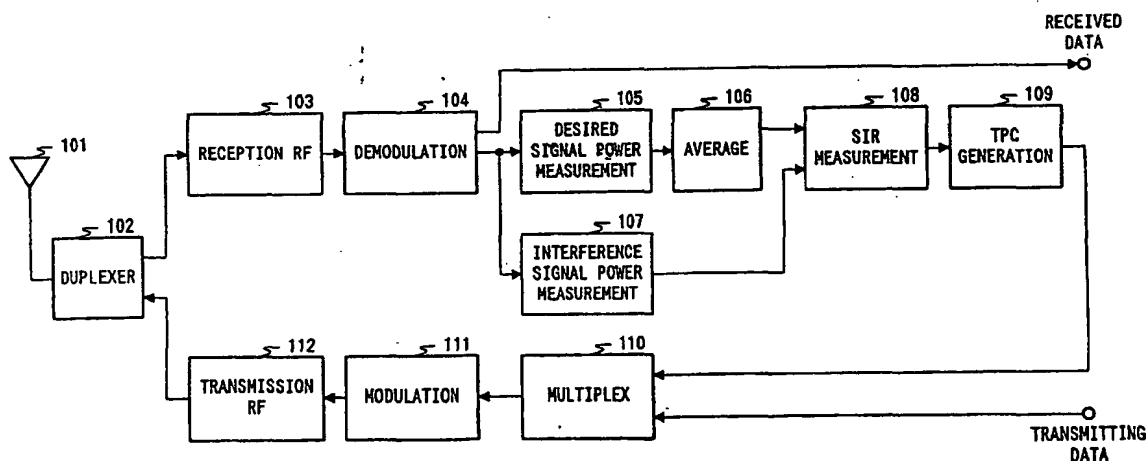 RECEIVED
DATA
103
104
105
106
108
109
101
RECEPTION RF
DEMODULATION
DESIRED
SIGNAL POWER
MEASUREMENT
AVERAGE
SIR
MEASUREMENT
TPC
GENERATION
102
DUPLEXER
107
INTERFERENCE
SIGNAL POWER
MEASUREMENT
112
111
110
TRANSMISSION
RF
MODULATION
MULTIPLEX
TRANSMITTING
DATA